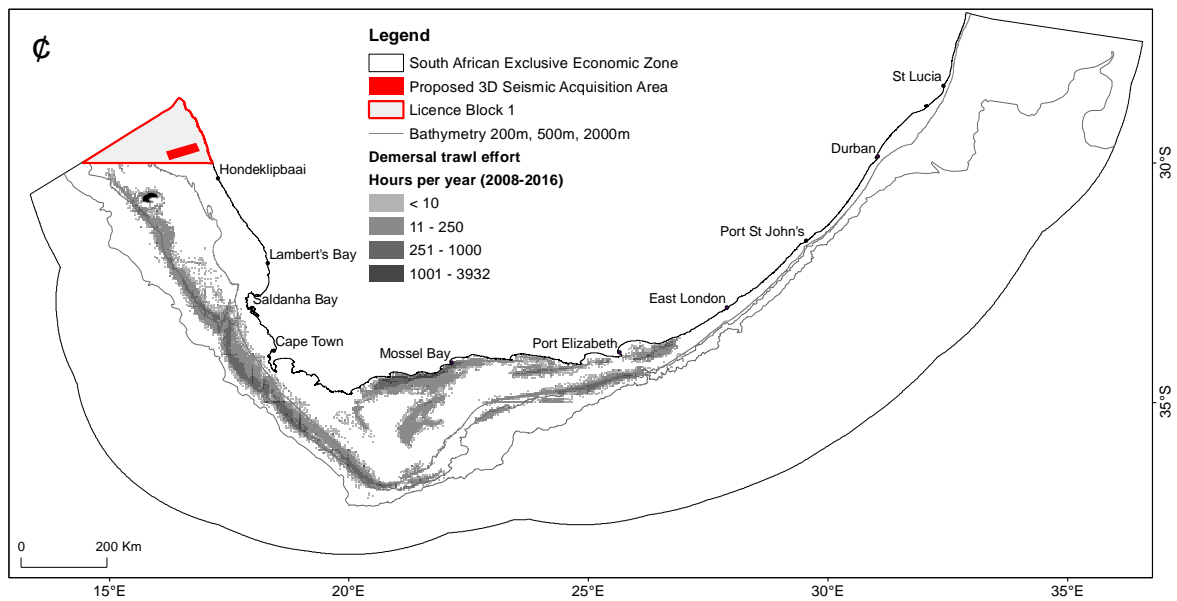 ₵
Legend
South African Exclusive Economic Zone
Proposed 3D Seismic Acquisition Area
Licence Block 1
Bathymetry 200m, 500m, 2000m
Demersal trawl effort
Hours per year (2008-2016)
< 10
11 - 250
251 - 1000
1001 - 3932
St Lucia
Durban
Port St John's
East London
Port Elizabeth
Mossel Bay
Cape Town
Saldanha Bay
Lambert's Bay
Hondeklipbaai
30°S
35°S
0 200 Km
15°E 20°E 25°E 30°E 35°E